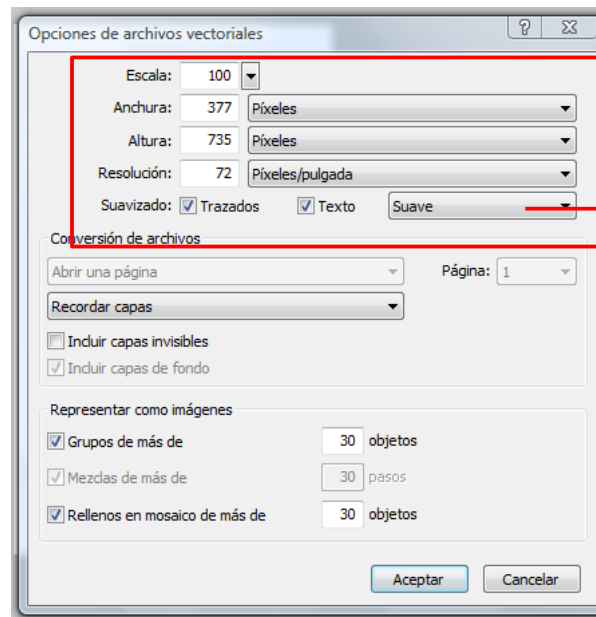 Opciones de archivos vectoriales
Escala: 100
Anchura: 377 Píxeles
Altura: 735 Píxeles
Resolución: 72 Píxeles/pulgada
Suavizado: Trazados Texto Suave
Conversión de archivos
Abrir una página Página: 1
Recordar capas
Incluir capas invisibles
Incluir capas de fondo
Representar como imágenes
Grupos de más de 30 objetos
Mezclas de más de 30 pasos
Rellenos en mosaico de más de 30 objetos
Aceptar Cancelar